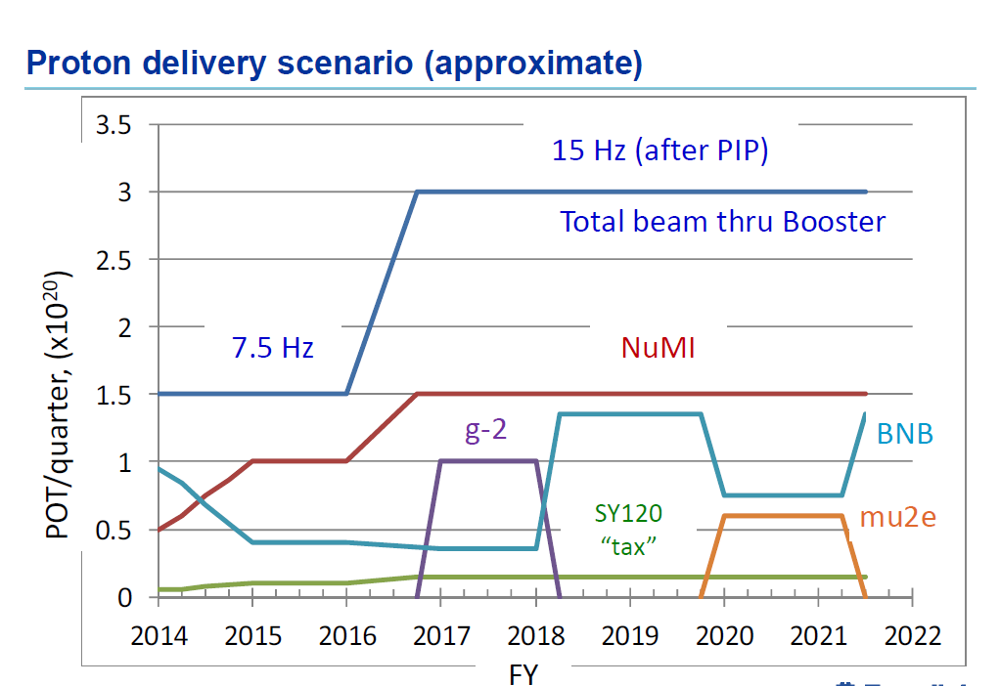 Proton delivery scenario (approximate)
3.5
15 Hz (after PIP)
3
Total beam thru Booster
2.5
2
7.5 Hz
NuMI
1.5
g-2
BNB
1
SY120
“tax”
mu2e
0.5
0
POT/quarter, (x10²⁰)
2014 2015 2016 2017 2018 2019 2020 2021 2022
FY